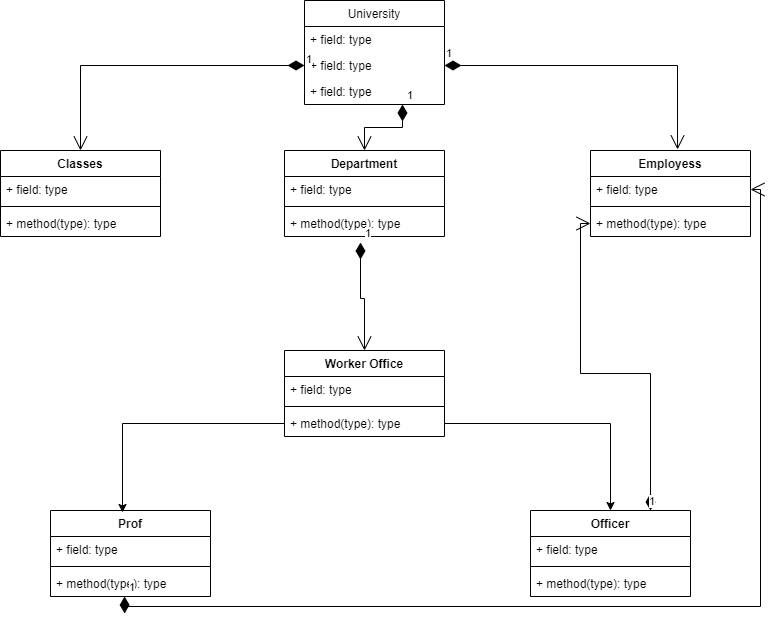 University
+ field: type
1
1
+ field: type
+ field: type
1
Classes
+ field: type
+ method(type): type
Department
+ field: type
+ method(type): type
1
Employess
+ field: type
+ method(type): type
Worker Office
+ field: type
+ method(type): type
1
Prof
+ field: type
+ method(type): type
1
Officer
+ field: type
+ method(type): type